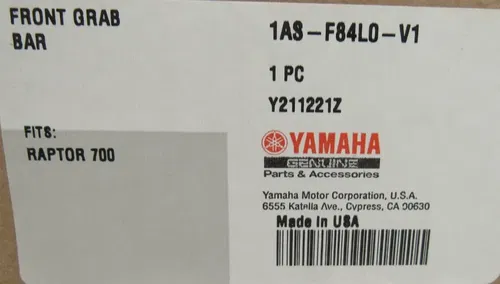 FRONT GRAB
BAR
1AS-F84L0-V1
1 PC
Y211221Z
FITS:
RAPTOR 700
YAMAHA
GENUINE
Parts & Accessories
Yamaha Motor Corporation, U.S.A.
6555 Katella Ave., Cypress, CA 90630
Made In USA